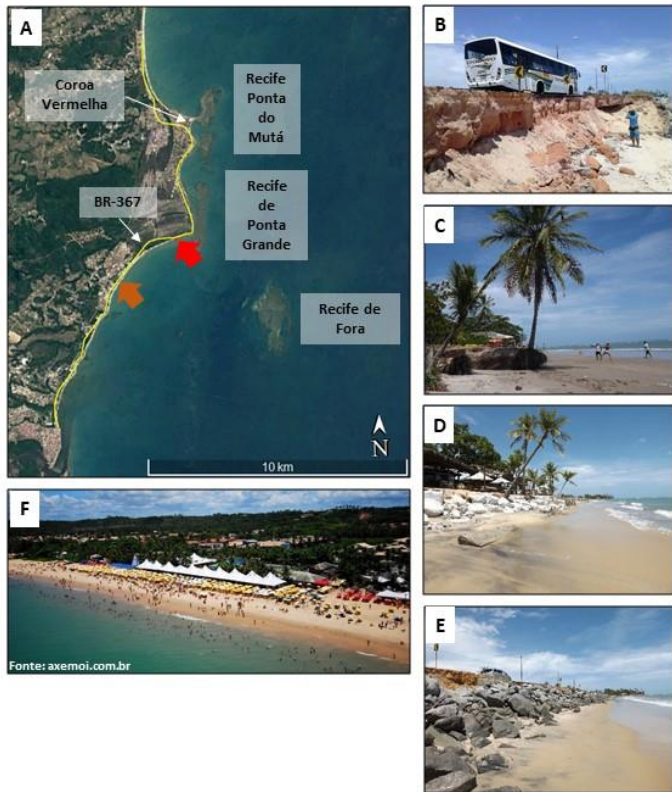 A
Coroa
Vermelha
Recife
Ponta
do
Mutá
BR-367
Recife
de
Ponta
Grande
Recife de
Fora
N
10 km
B
C
D
E
F
Fonte: axemoi.com.br